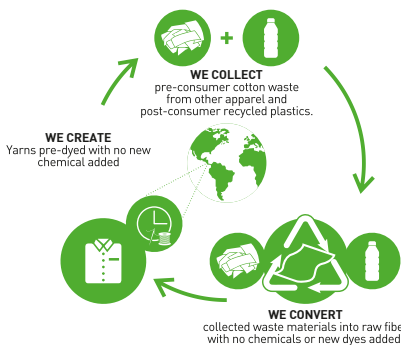 WE COLLECT
pre-consumer cotton waste
from other apparel and
post-consumer recycled plastics.
WE CREATE
Yarns pre-dyed with no new
chemical added
WE CONVERT
collected waste materials into raw fibe
with no chemicals or new dyes added